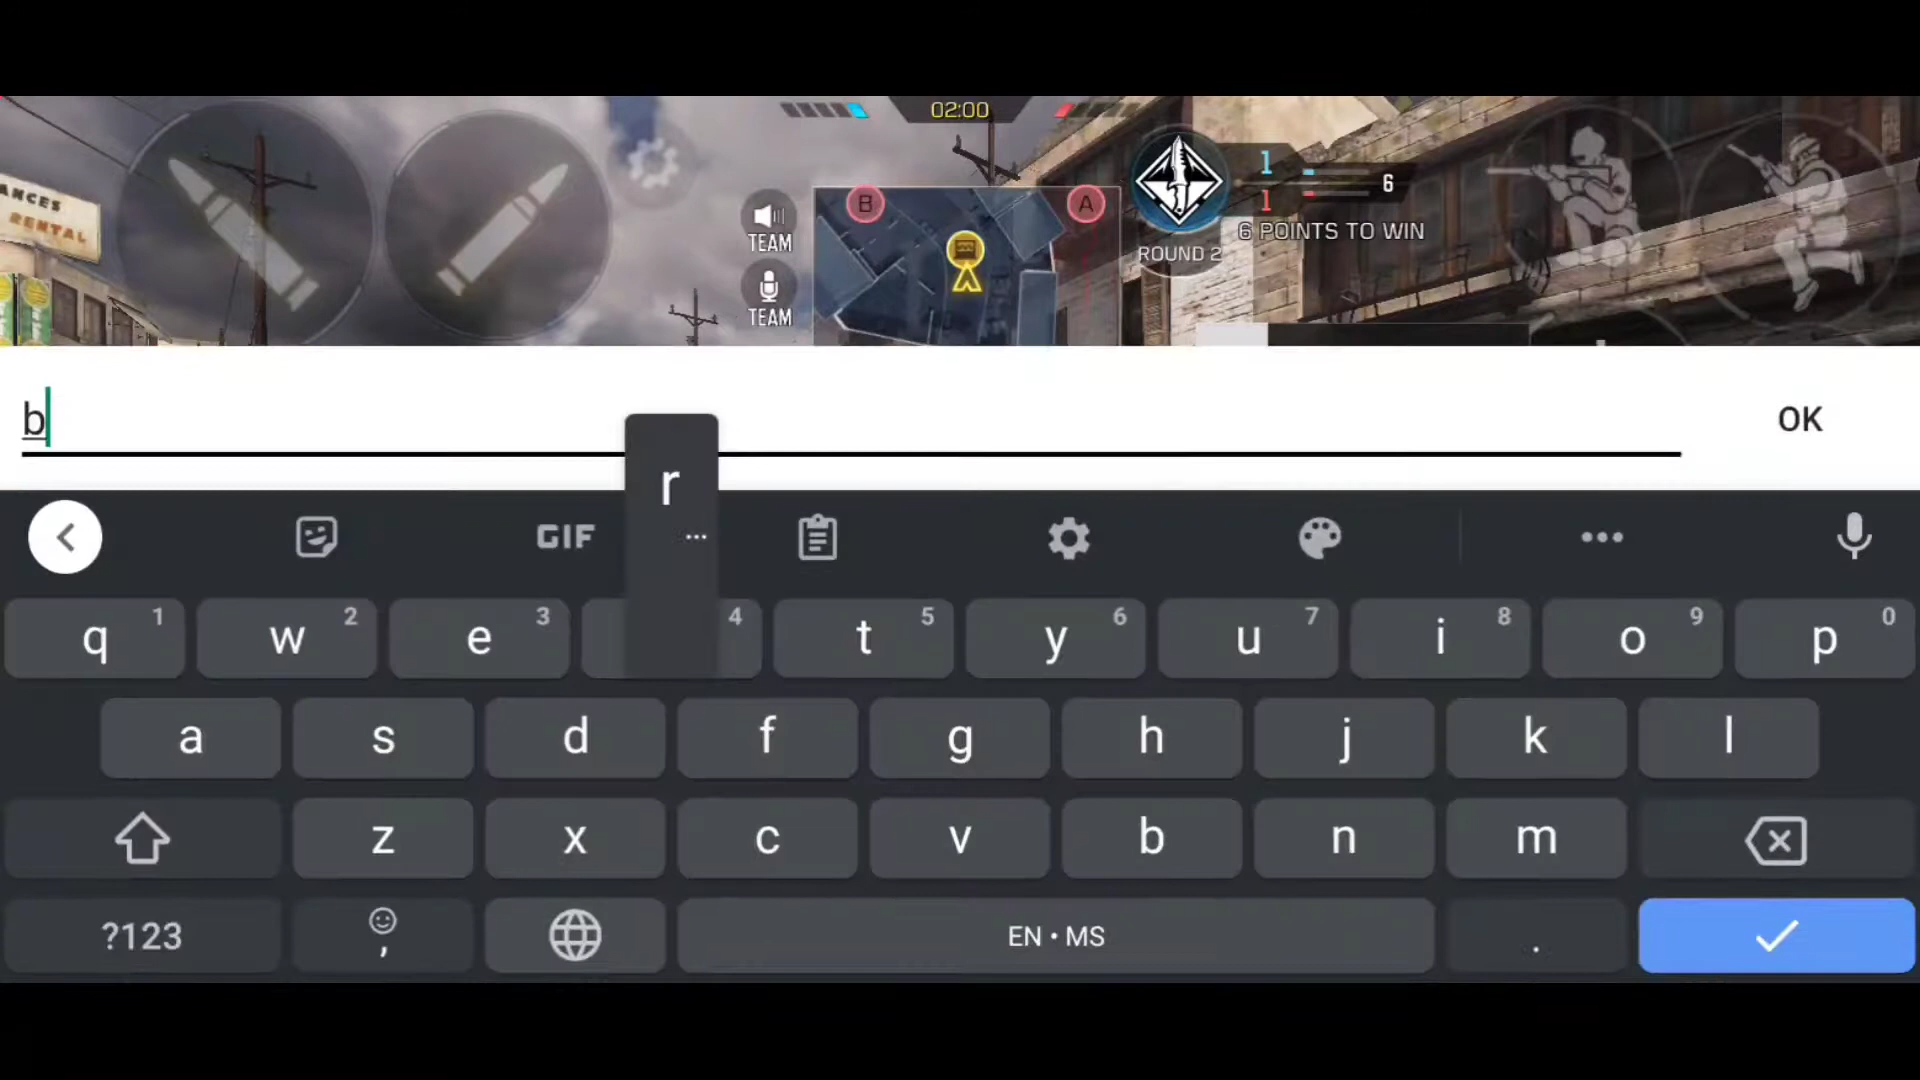 02:00
ANCES
RENTAL
TEAM
TEAM
B
A
1
1
6
ROUND 2
6 POINTS TO WIN
b
OK
r
...
GIF
q 1 w 2 e 3 4 t 5 y 6 u 7 i 8 o 9 p 0
a s d f g h j k l
z x c v b n m
?123 , EN • MS .